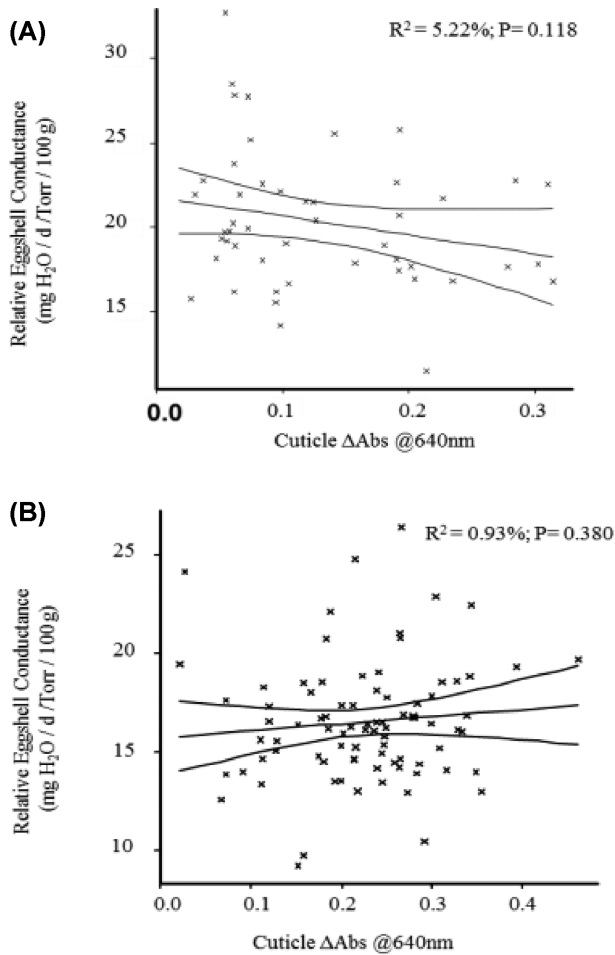 (A)
R² = 5.22%; P= 0.118
30
25
20
15
Relative Eggshell Conductance
(mg H₂O / d /Torr / 100g)
0.0
0.1
0.2
0.3
Cuticle ΔAbs @640nm
(B)
R² = 0.93%; P= 0.380
25
20
15
10
Relative Eggshell Conductance
(mg H₂O / d /Torr / 100g)
0.0
0.1
0.2
0.3
0.4
Cuticle ΔAbs @640nm